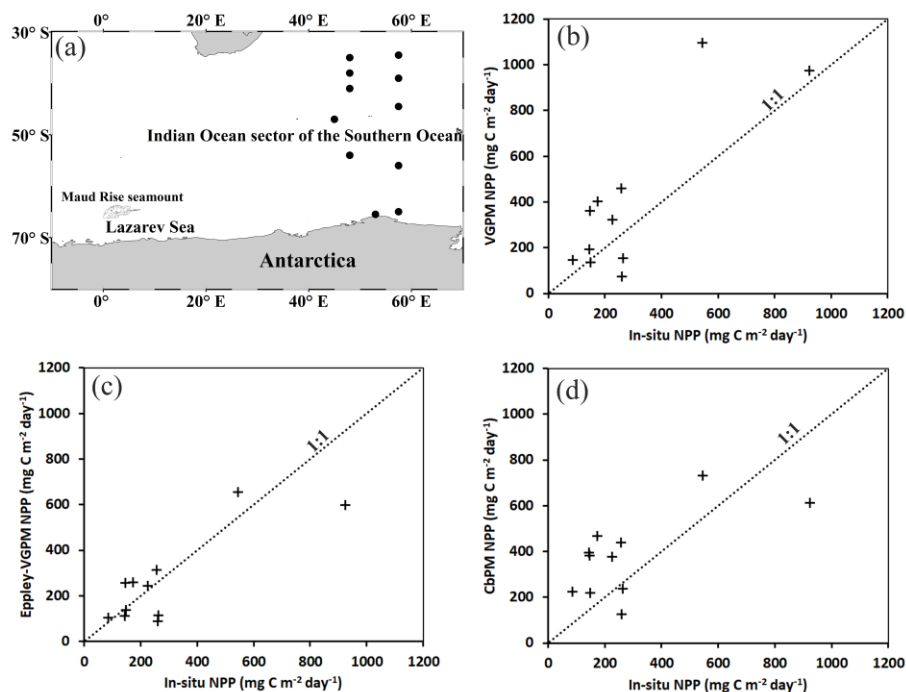 0° 20° E 40° E 60° E
30° S
(a)
Indian Ocean sector of the Southern Ocean
50° S
Maud Rise seamount
Lazarev Sea
70° S
Antarctica
0° 20° E 40° E 60° E
(b)
1:1
VGPM NPP (mg C m⁻² day⁻¹)
1200
1000
800
600
400
200
0
0 200 400 600 800 1000 1200
In-situ NPP (mg C m⁻² day⁻¹)
(c)
1:1
Eppley-VGPM NPP (mg C m⁻² day⁻¹)
1200
1000
800
600
400
200
0
0 200 400 600 800 1000 1200
In-situ NPP (mg C m⁻² day⁻¹)
(d)
1:1
CbPM NPP (mg C m⁻² day⁻¹)
1200
1000
800
600
400
200
0
0 200 400 600 800 1000 1200
In-situ NPP (mg C m⁻² day⁻¹)